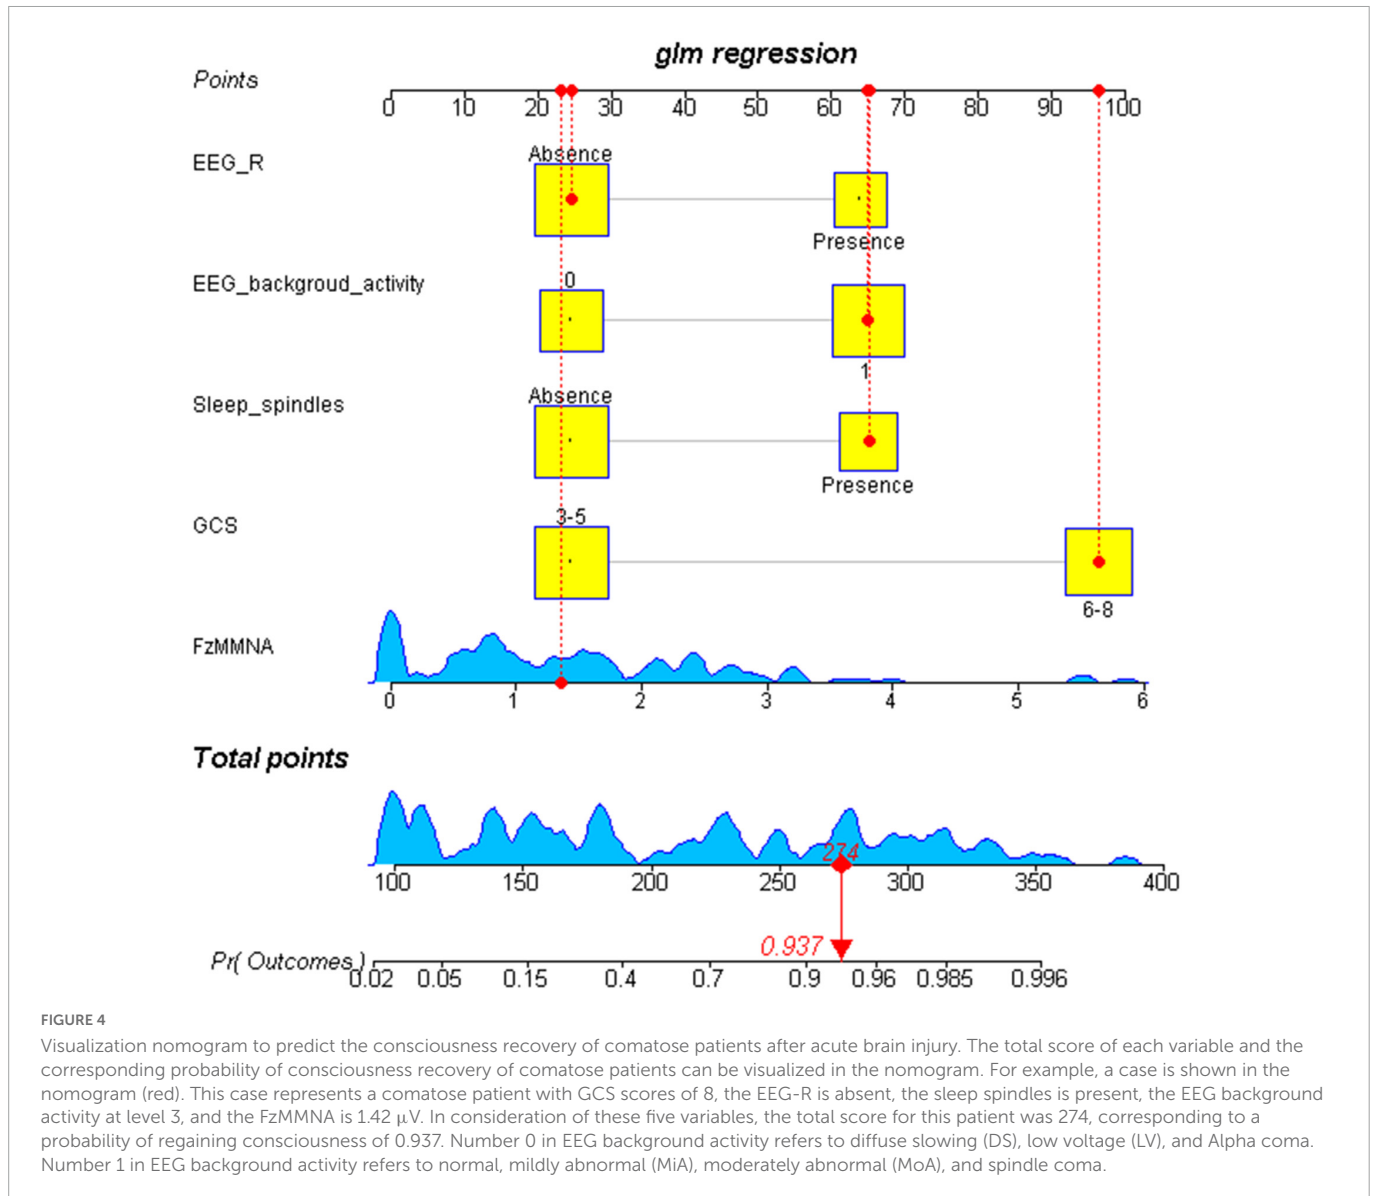 glm regression
Points
0 10 20 30 40 50 60 70 80 90 100
Absence
EEG_R
Presence
0
EEG_backgroud_activity
1
Absence
Sleep_spindles
Presence
3-5
GCS
6-8
FzMMNA
0 1 2 3 4 5 6
Total points
274
100 150 200 250 300 350 400
0.937
Pr( Outcomes )
0.02 0.05 0.15 0.4 0.7 0.9 0.96 0.985 0.996
FIGURE 4
Visualization nomogram to predict the consciousness recovery of comatose patients after acute brain injury. The total score of each variable and the
corresponding probability of consciousness recovery of comatose patients can be visualized in the nomogram. For example, a case is shown in the
nomogram (red). This case represents a comatose patient with GCS scores of 8, the EEG-R is absent, the sleep spindles is present, the EEG background
activity at level 3, and the FzMMNA is 1.42 μV. In consideration of these five variables, the total score for this patient was 274, corresponding to a
probability of regaining consciousness of 0.937. Number 0 in EEG background activity refers to diffuse slowing (DS), low voltage (LV), and Alpha coma.
Number 1 in EEG background activity refers to normal, mildly abnormal (MiA), moderately abnormal (MoA), and spindle coma.